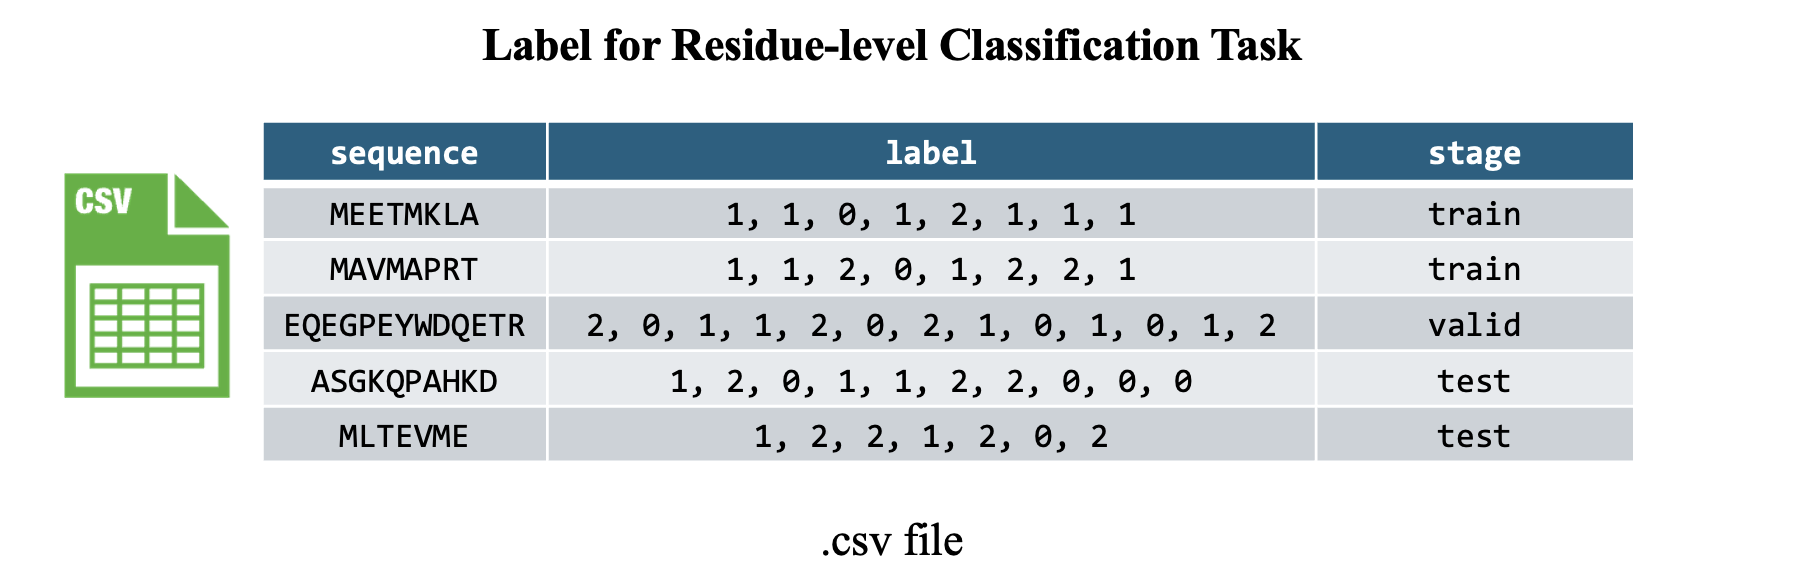 Label for Residue-level Classification Task
CSV
sequence label stage
MEETMKLA 1, 1, 0, 1, 2, 1, 1, 1 train
MAVMAPRT 1, 1, 2, 0, 1, 2, 2, 1 train
EQEGPEYWDQETR 2, 0, 1, 1, 2, 0, 2, 1, 0, 1, 0, 1, 2 valid
ASGKQPAHKD 1, 2, 0, 1, 1, 2, 2, 0, 0, 0 test
MLTEVME 1, 2, 2, 1, 2, 0, 2 test
.csv file